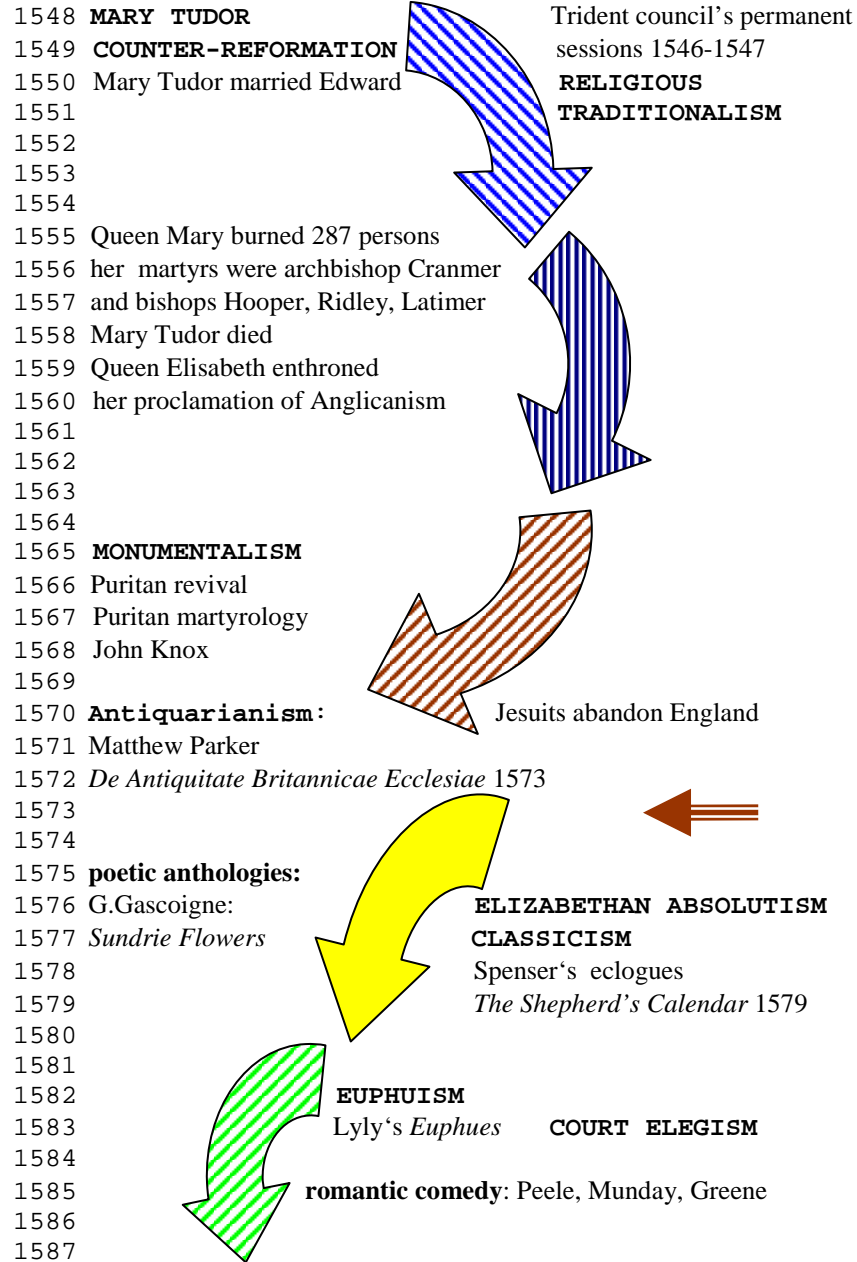 1548 MARY TUDOR Trident council’s permanent
1549 COUNTER-REFORMATION sessions 1546-1547
1550 Mary Tudor married Edward RELIGIOUS
1551 TRADITIONALISM
1552
1553
1554
1555 Queen Mary burned 287 persons
1556 her martyrs were archbishop Cranmer
1557 and bishops Hooper, Ridley, Latimer
1558 Mary Tudor died
1559 Queen Elisabeth enthroned
1560 her proclamation of Anglicanism
1561
1562
1563
1564
1565 MONUMENTALISM
1566 Puritan revival
1567 Puritan martyrology
1568 John Knox
1569
1570 Antiquarianism: Jesuits abandon England
1571 Matthew Parker
1572 De Antiquitate Britannicae Ecclesiae 1573
1573
1574
1575 poetic anthologies:
1576 G.Gascoigne: ELIZABETHAN ABSOLUTISM
1577 Sundrie Flowers CLASSICISM
1578 Spenser‘s eclogues
1579 The Shepherd’s Calendar 1579
1580
1581
1582 EUPHUISM
1583 Lyly‘s Euphues COURT ELEGISM
1584
1585 romantic comedy: Peele, Munday, Greene
1586
1587